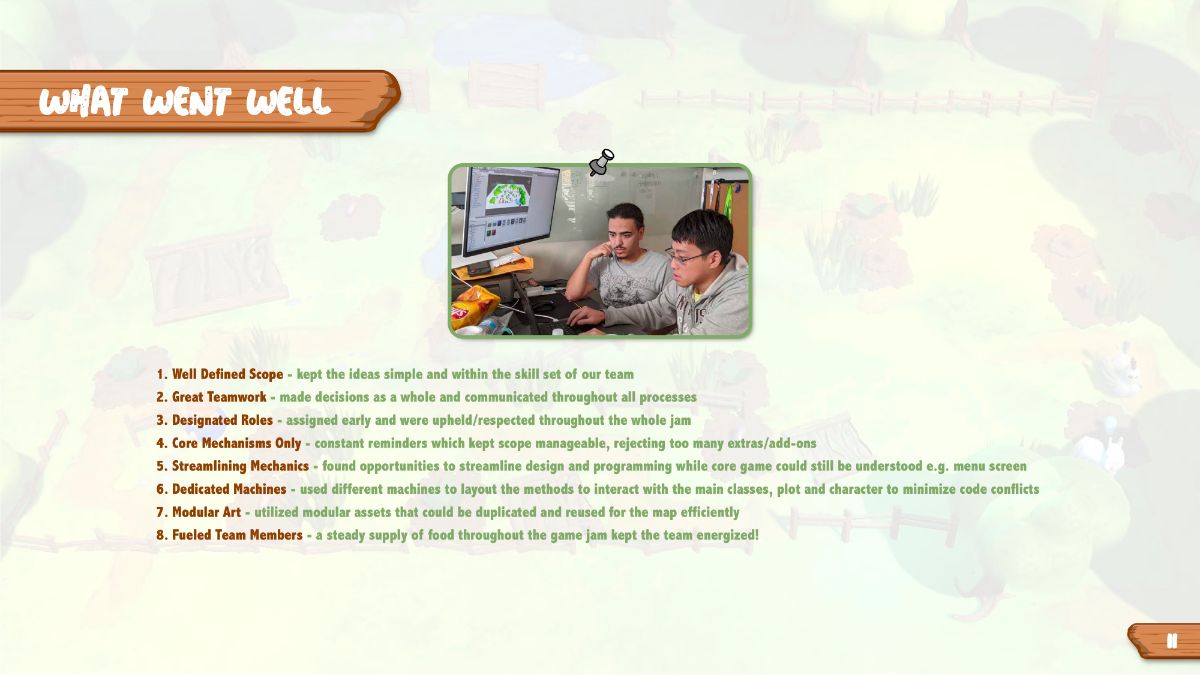 WHAT WENT WELL
1. Well Defined Scope - kept the ideas simple and within the skill set of our team
2. Great Teamwork - made decisions as a whole and communicated throughout all processes
3. Designated Roles - assigned early and were upheld/respected throughout the whole jam
4. Core Mechanisms Only - constant reminders which kept scope manageable, rejecting too many extras/add-ons
5. Streamlining Mechanics - found opportunities to streamline design and programming while core game could still be understood e.g. menu screen
6. Dedicated Machines - used different machines to layout the methods to interact with the main classes, plot and character to minimize code conflicts
7. Modular Art - utilized modular assets that could be duplicated and reused for the map efficiently
8. Fueled Team Members - a steady supply of food throughout the game jam kept the team energized!
11